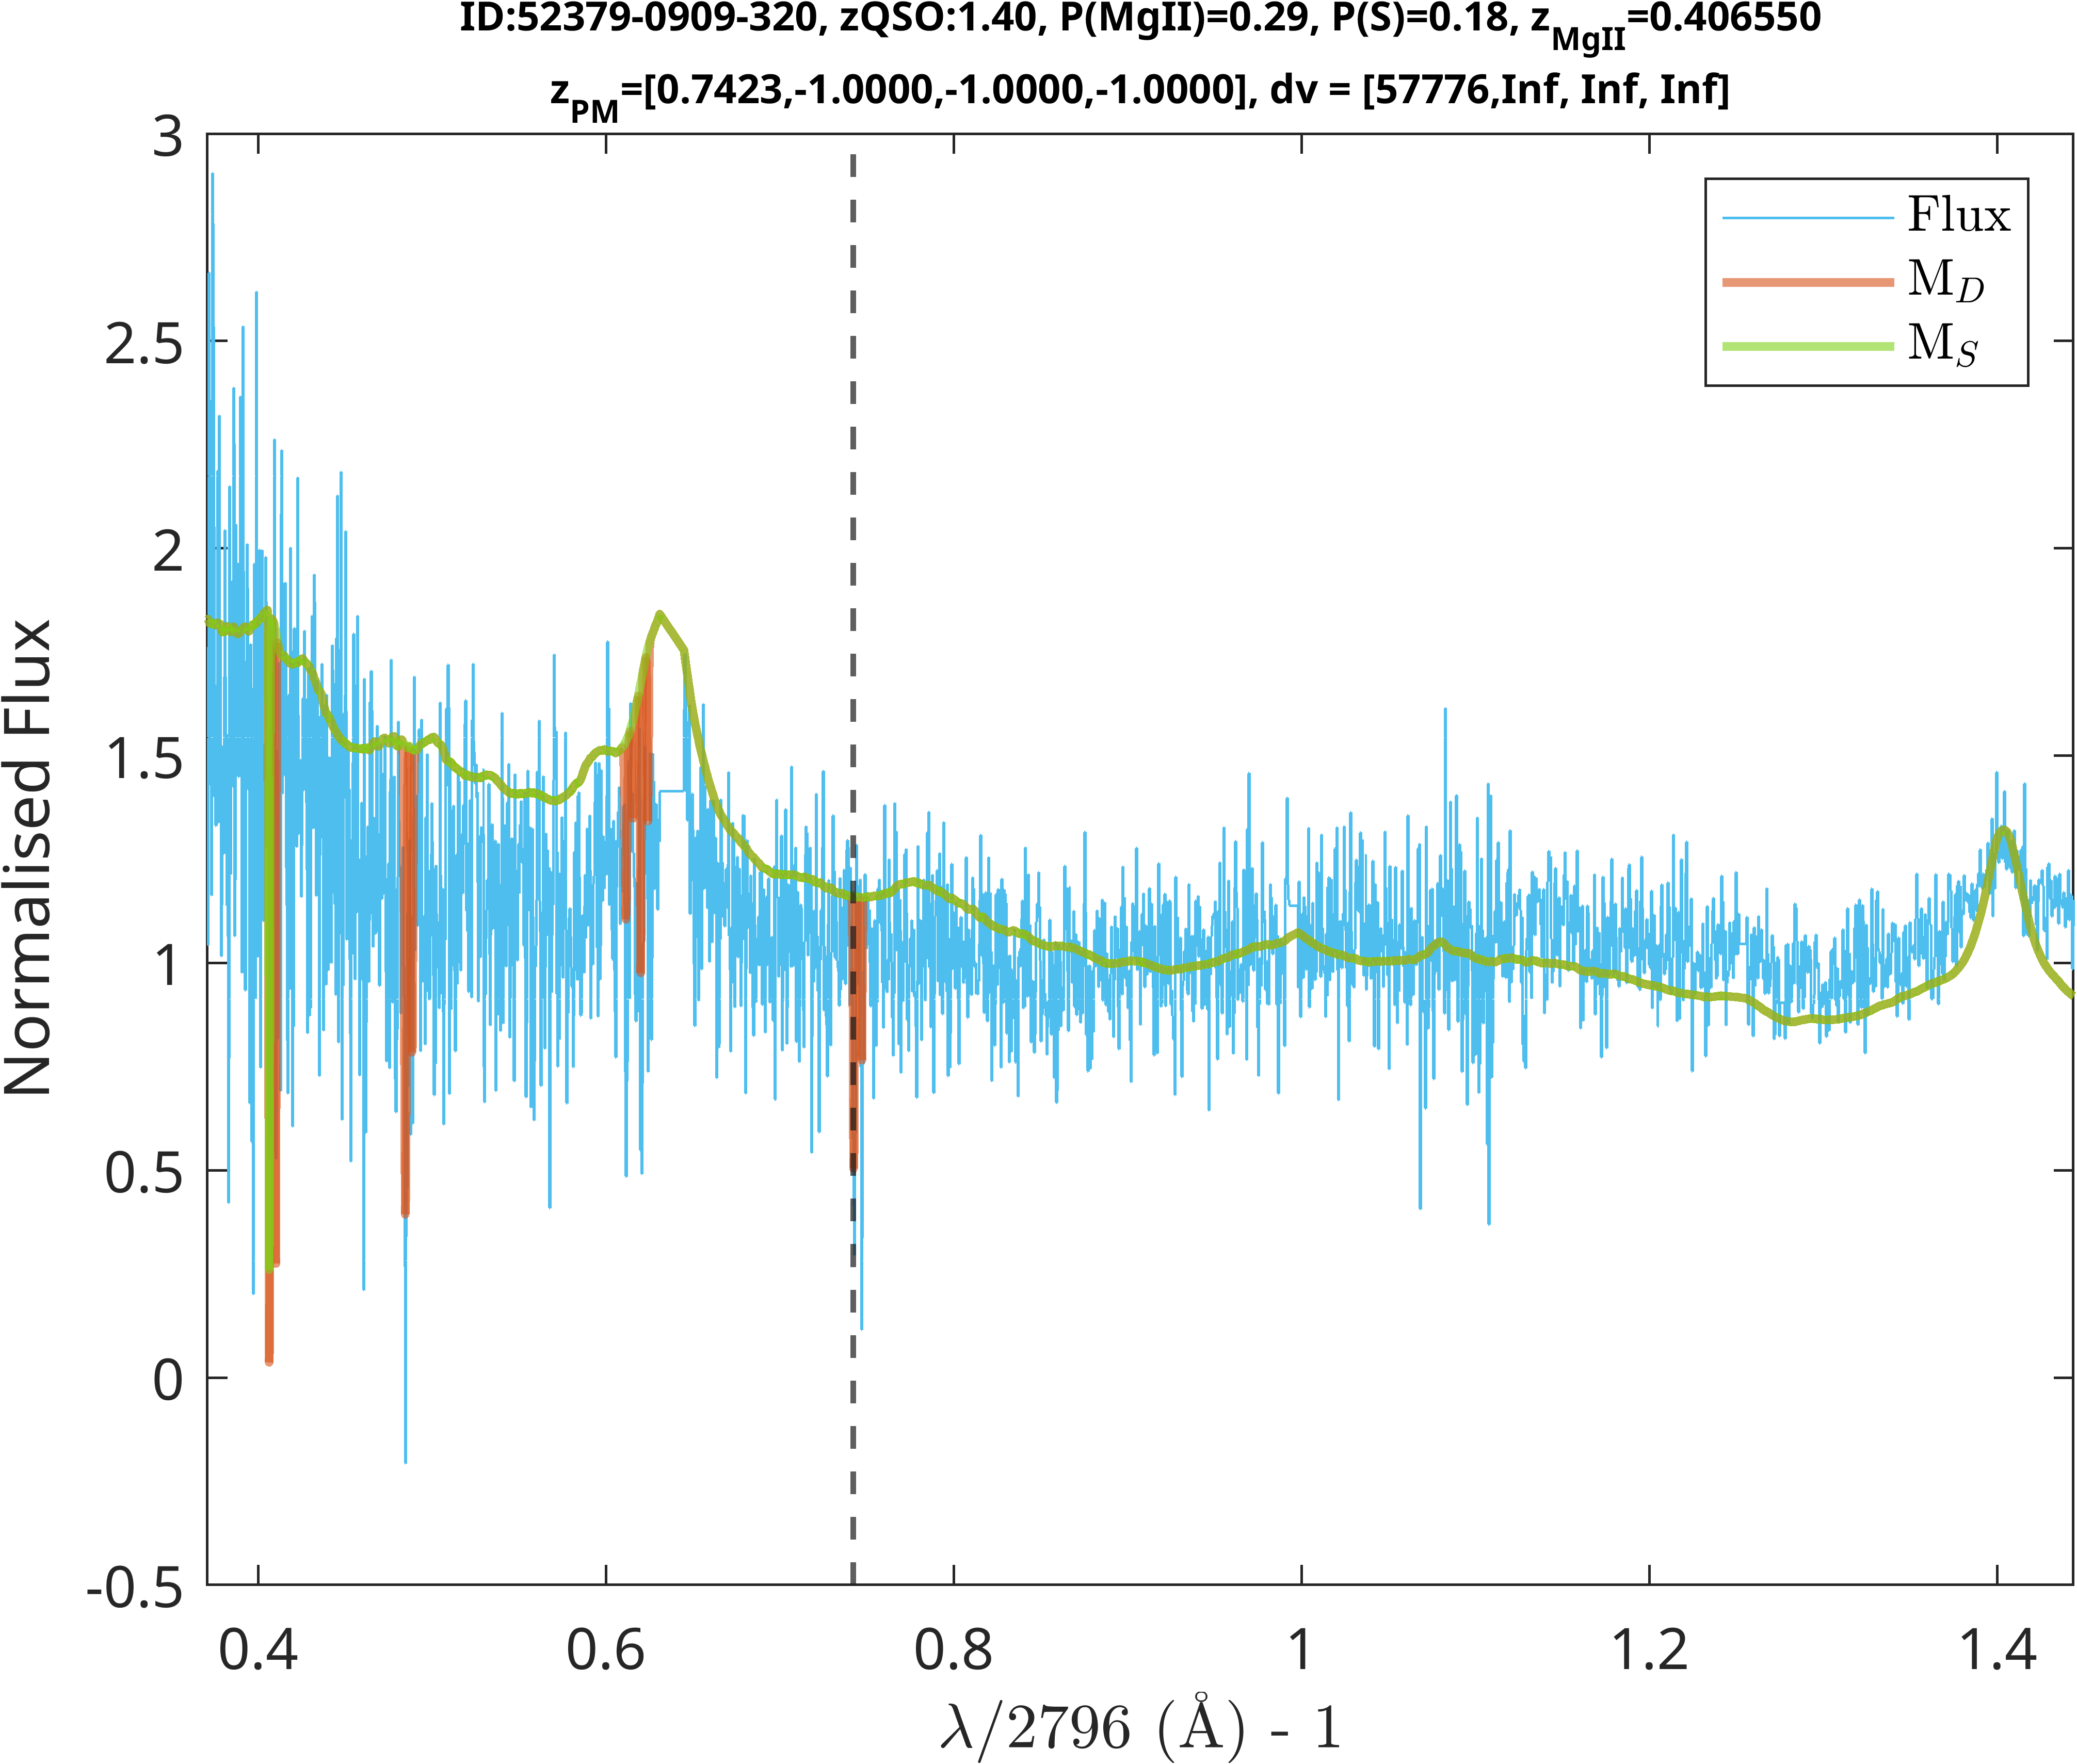 ID:52379-0909-320, zQSO:1.40, P(MgII)=0.29, P(S)=0.18, zMgII=0.406550
zPM=[0.7423,-1.0000,-1.0000,-1.0000], dv = [57776,Inf, Inf, Inf]
3
2.5
2
1.5
1
0.5
0
-0.5
Normalised Flux
Flux
MD
MS
0.4
0.6
0.8
1
1.2
1.4
λ/2796 (Å) - 1